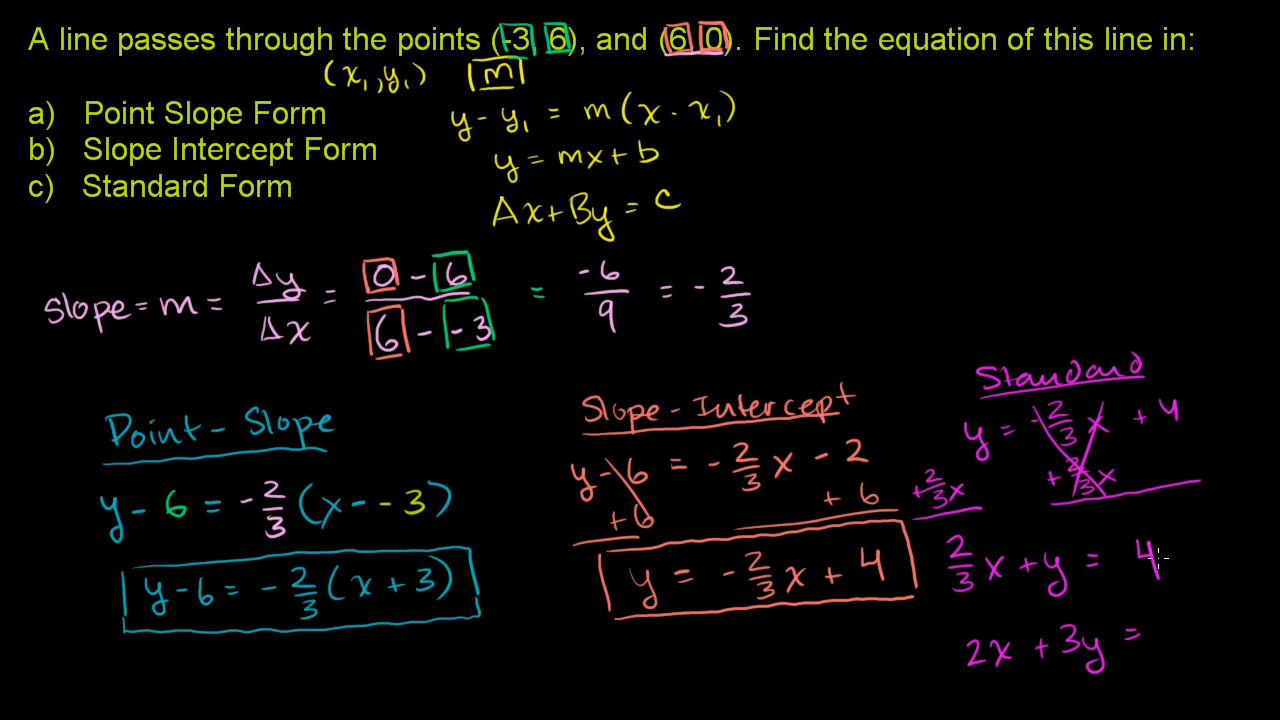 A line passes through the points (-3, 6), and (6, 0). Find the equation of this line in:
(x₁, y₁) m
a) Point Slope Form
y - y₁ = m(x - x₁)
b) Slope Intercept Form
y = mx + b
c) Standard Form
Ax + By = C
Slope = m = Δy/Δx = (0 - 6)/(6 - -3) = -6/9 = -2/3
Point - Slope
y - 6 = -2/3 (x - -3)
y - 6 = -2/3 (x + 3)
Slope - Intercept
y - 6 = -2/3 x - 2
+6 + 6
y = -2/3 x + 4
Standard
y = -2/3 x + 4
+2/3 x + 2/3 x
2/3 x + y = 4
2x + 3y =